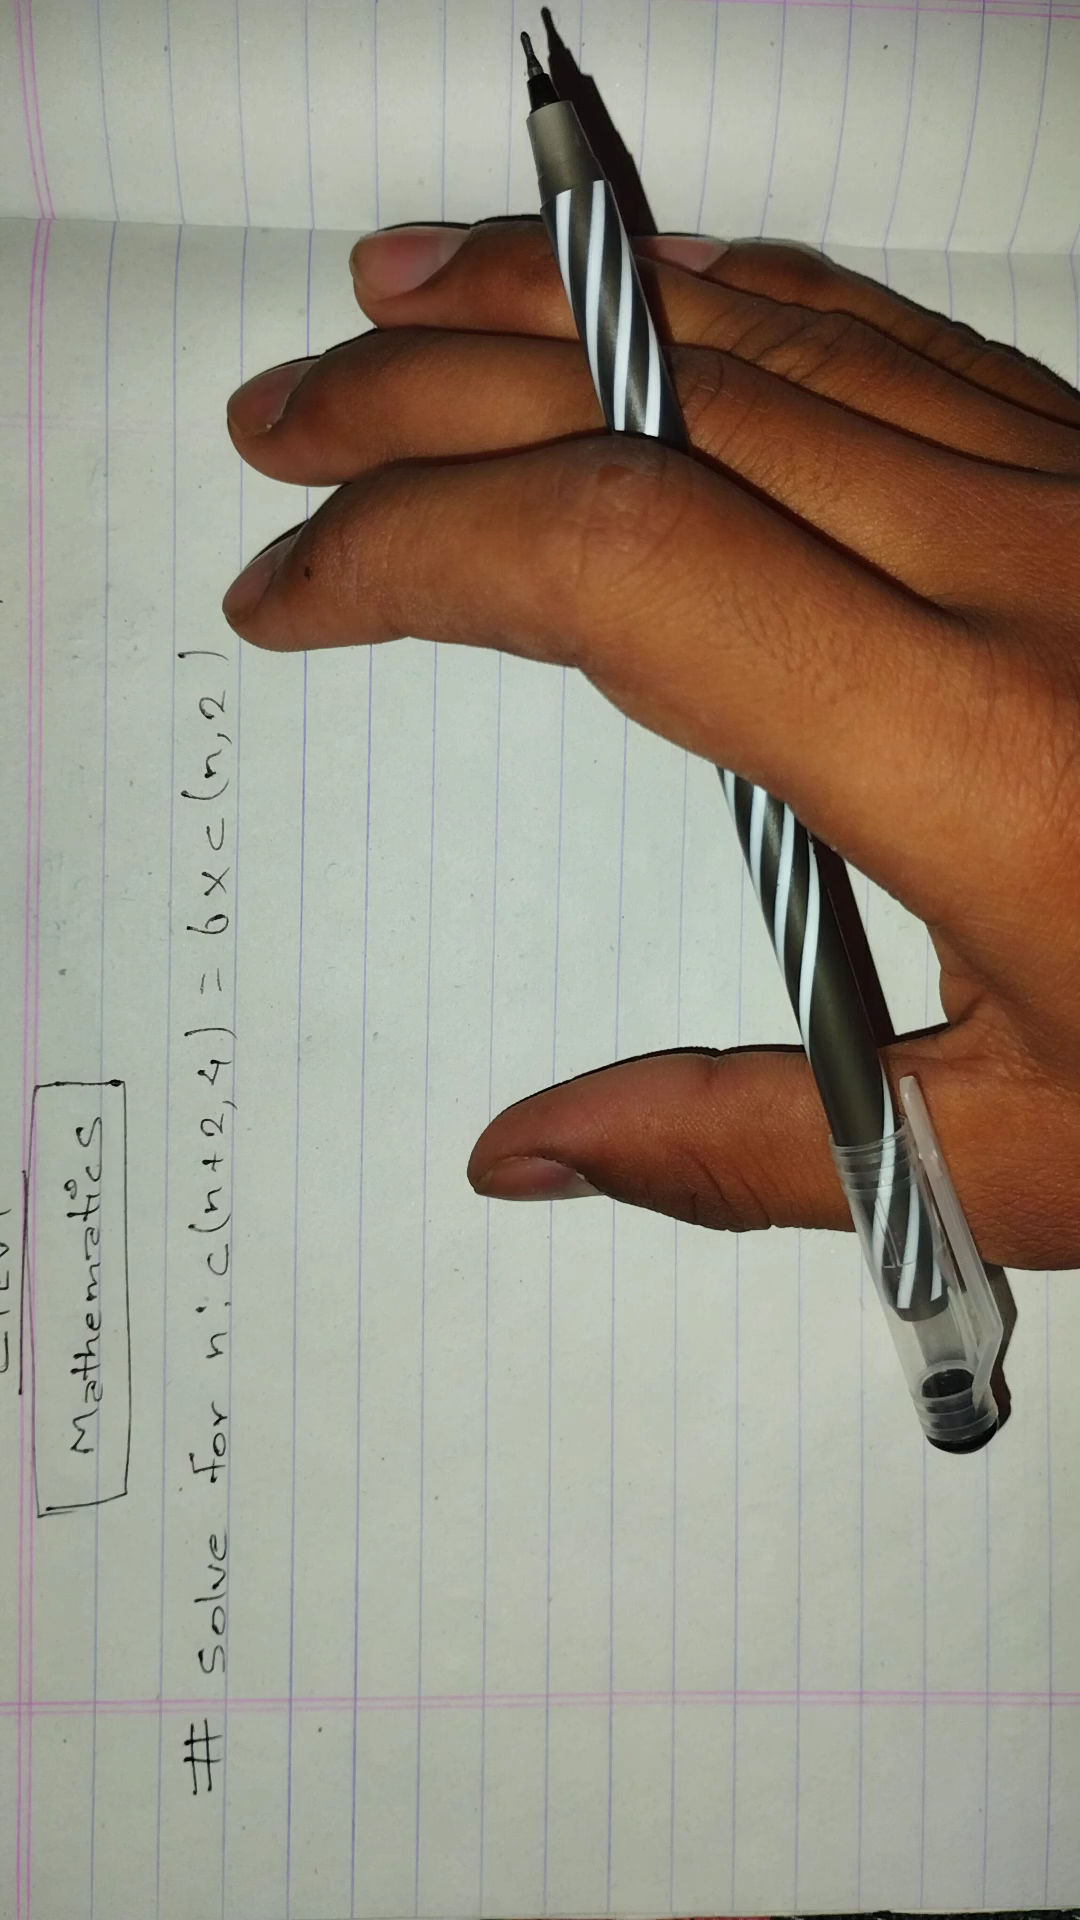 Mathematics
# Solve for n: c(n+2,4) = 6 x c(n,2)